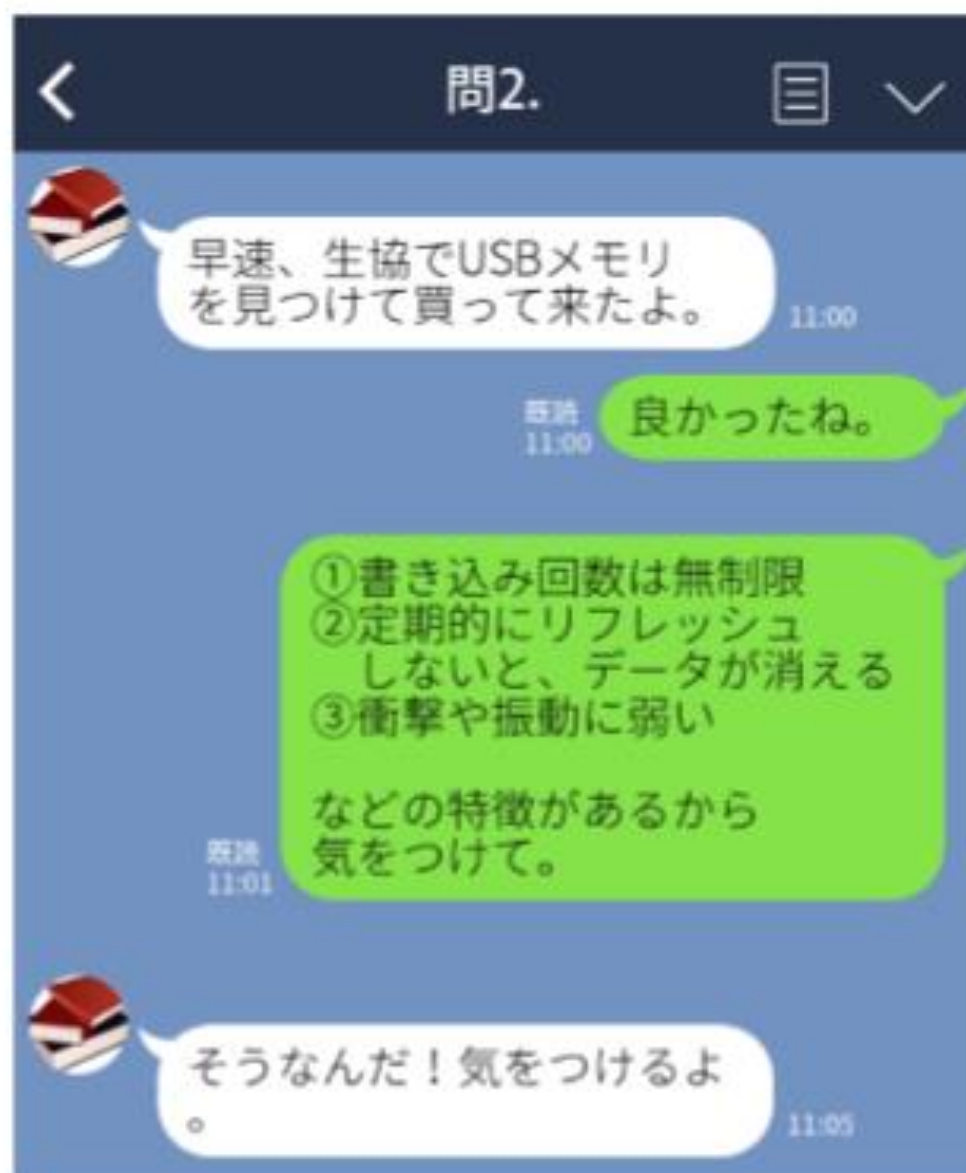 問2.
早速、生協でUSBメモリ
を見つけて買って来たよ。
11:00
良かったね。
既読
11:00
①書き込み回数は無制限
②定期的にリフレッシュ
しないと、データが消える
③衝撃や振動に弱い
などの特徴があるから
気をつけて。
既読
11:01
そうなんだ！気をつけるよ
。
11:05